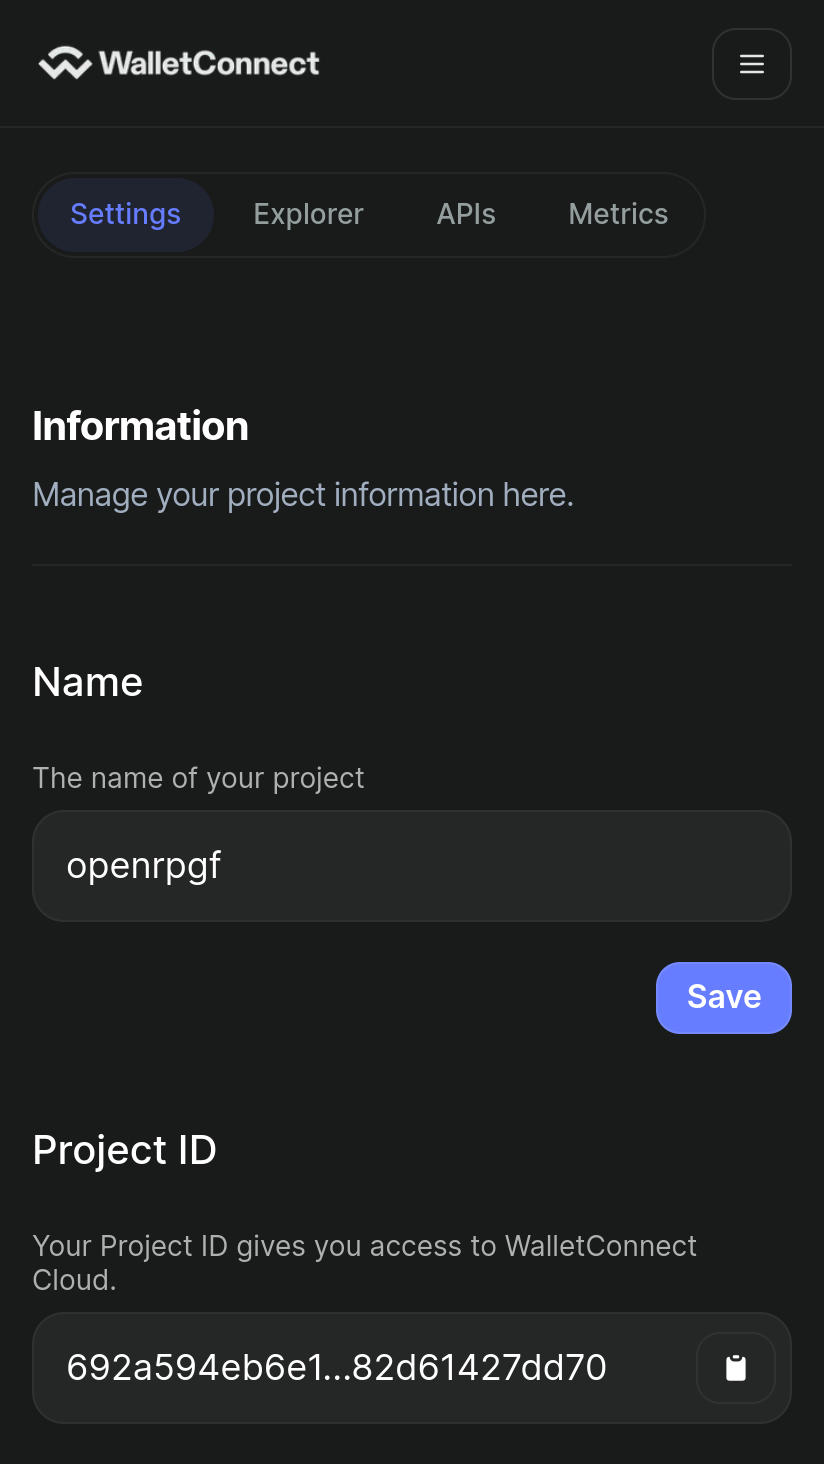 WalletConnect
Settings Explorer APIs Metrics
Information
Manage your project information here.
Name
The name of your project
openrpgf
Save
Project ID
Your Project ID gives you access to WalletConnect
Cloud.
692a594eb6e1...82d61427dd70